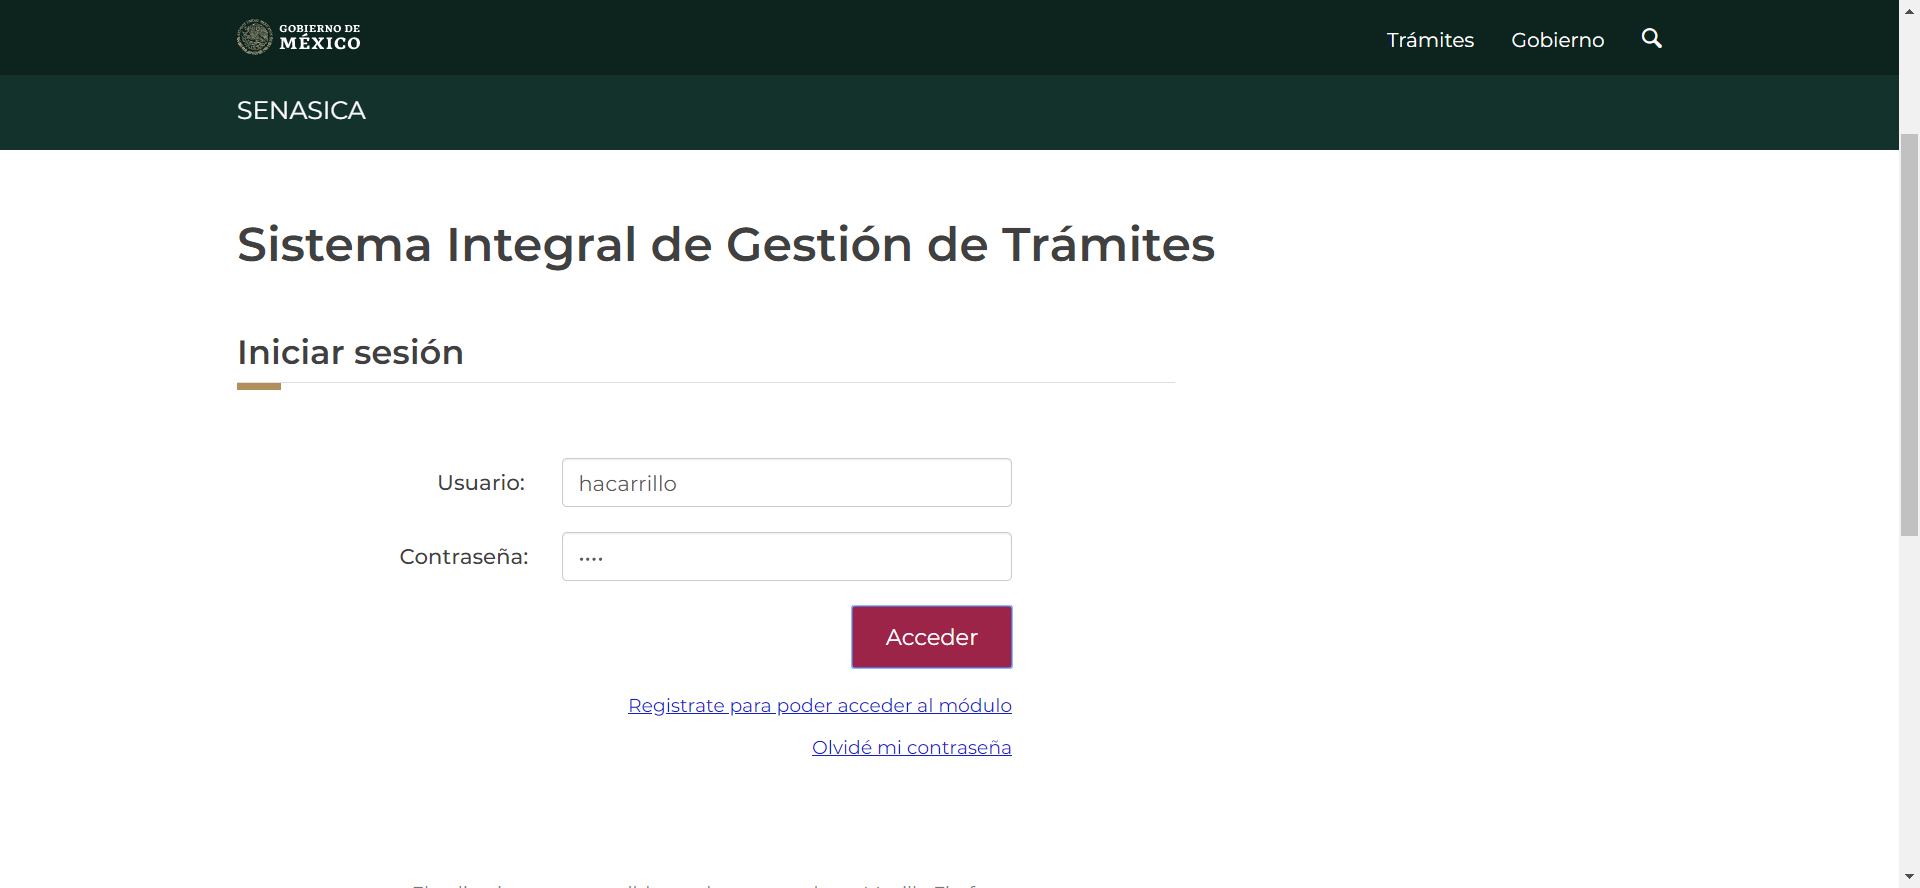 GOBIERNO DE
MÉXICO
Trámites
Gobierno
SENASICA
Sistema Integral de Gestión de Trámites
Iniciar sesión
Usuario:
hacarrillo
Contraseña:
····
Acceder
Registrate para poder acceder al módulo
Olvidé mi contraseña